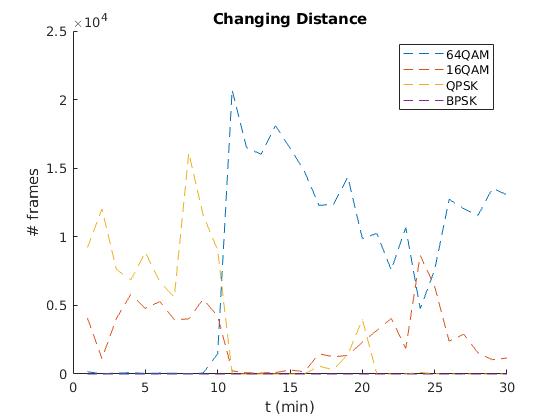 Changing Distance
×10⁴
2.5
2
1.5
1
0.5
0
# frames
64QAM
16QAM
QPSK
BPSK
0 5 10 15 20 25 30
t (min)